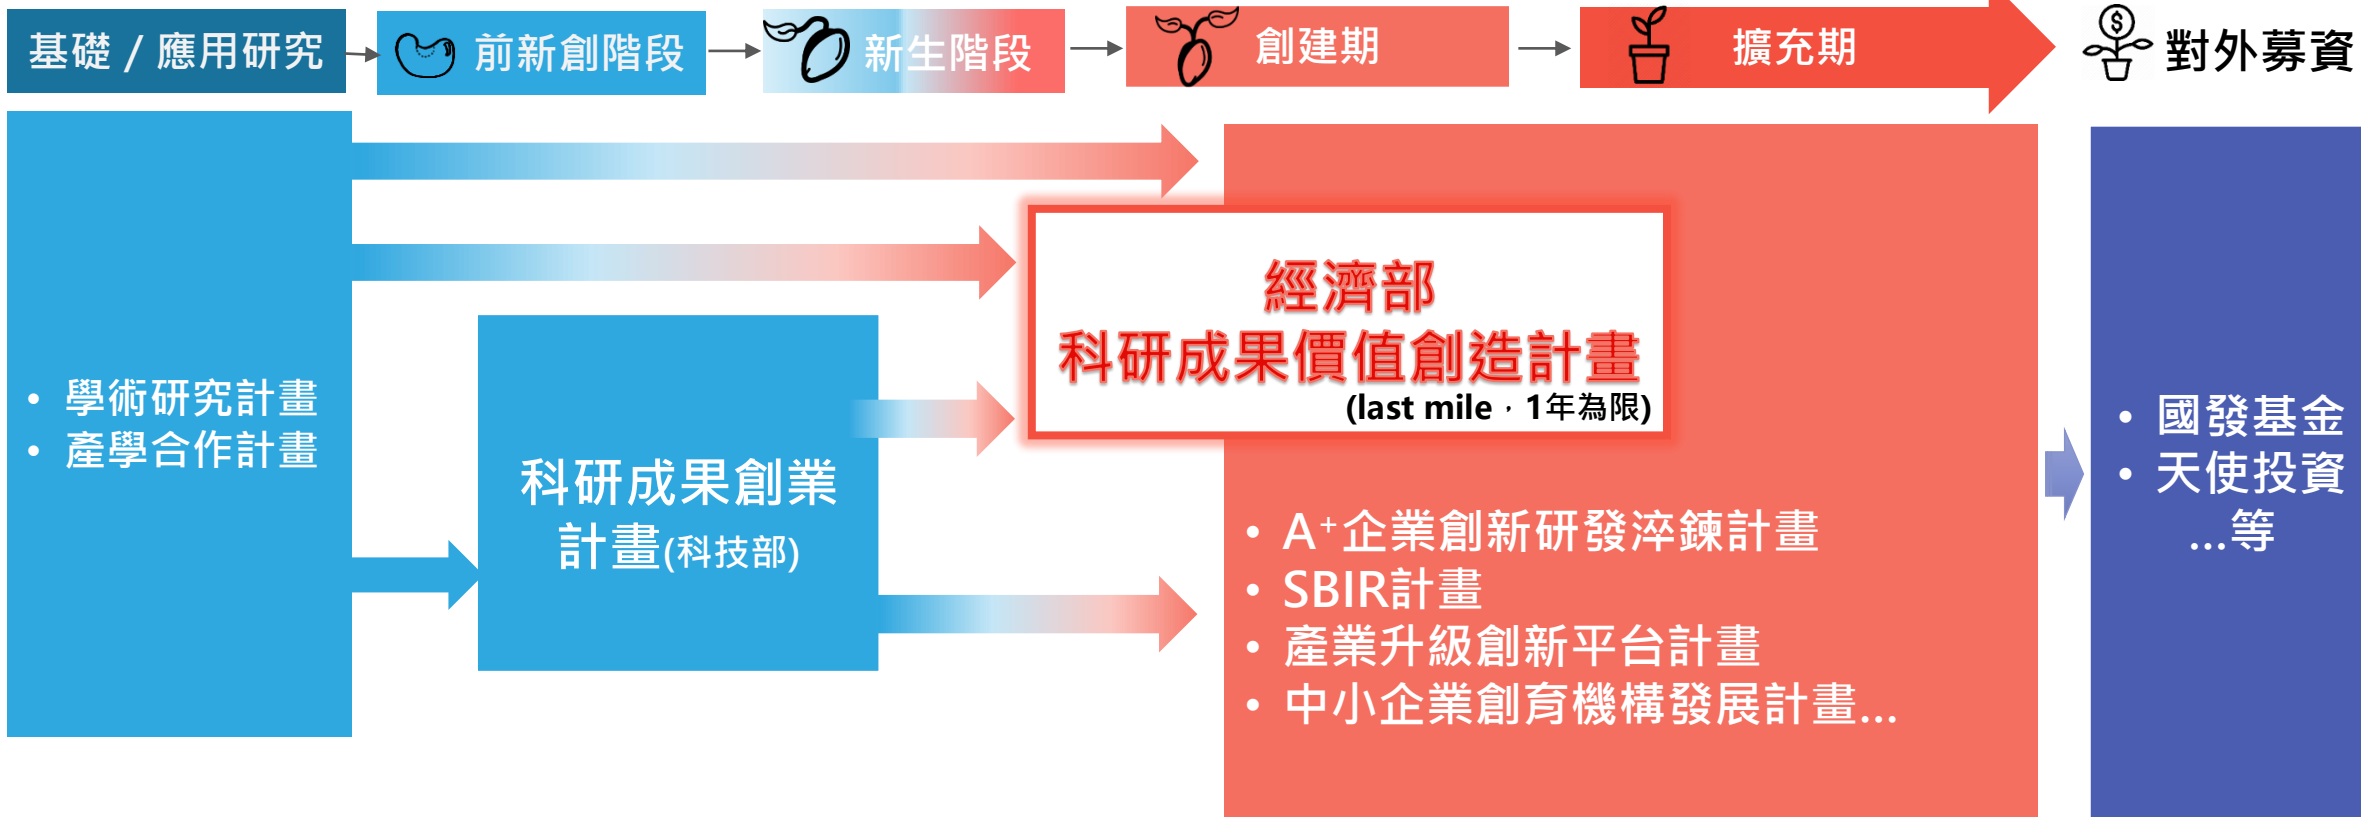 基礎 / 應用研究
前新創階段
新生階段
創建期
擴充期
對外募資
• 學術研究計畫
• 產學合作計畫
科研成果創業
計畫(科技部)
經濟部
科研成果價值創造計畫
(last mile，1年為限)
• A⁺企業創新研發淬鍊計畫
• SBIR計畫
• 產業升級創新平台計畫
• 中小企業創育機構發展計畫...
• 國發基金
• 天使投資
...等